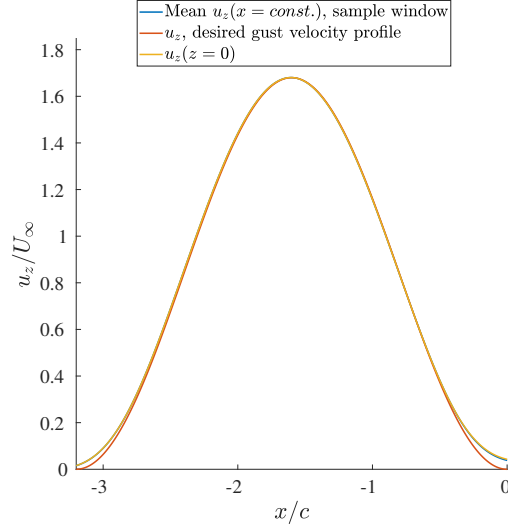 Mean u_z(x = const.), sample window
u_z, desired gust velocity profile
u_z(z = 0)
1.8
1.6
1.4
1.2
1
0.8
0.6
0.4
0.2
0
u_z/U_∞
-3
-2
-1
0
x/c